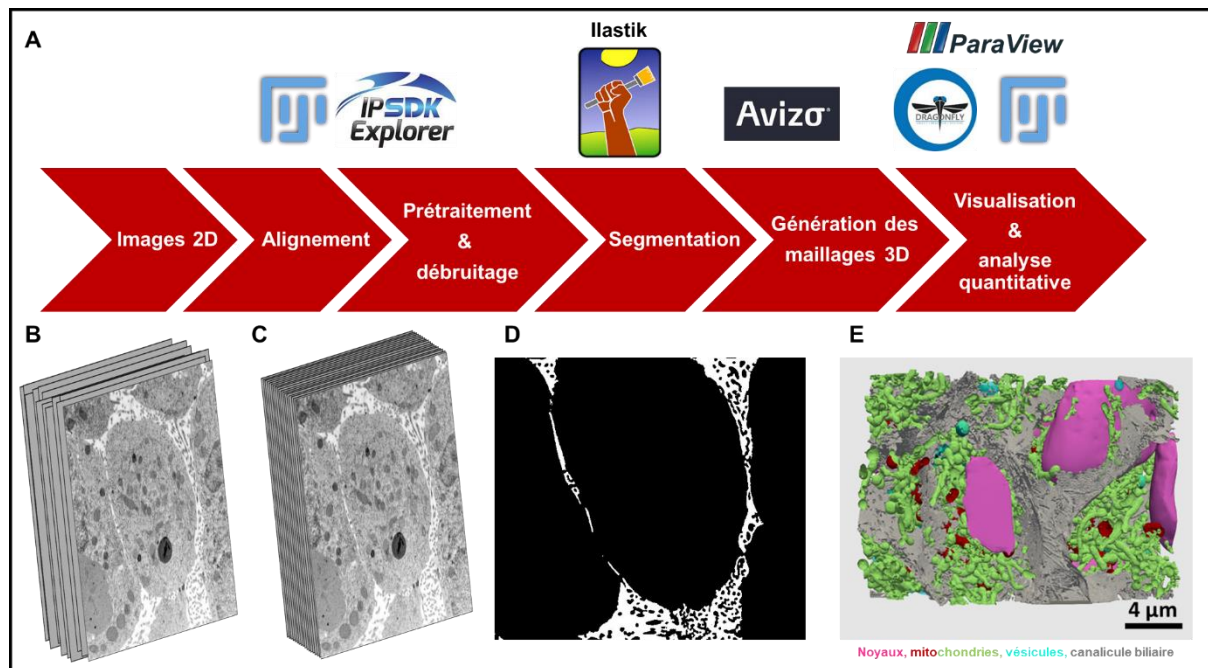 A
Ilastik
ParaView
IPSDK
Explorer
Avizo
DRAGONFLY
Images 2D
Alignement
Prétraitement
&
débruitage
Segmentation
Génération des
maillages 3D
Visualisation
&
analyse
quantitative
B
C
D
E
4 µm
Noyaux, mitochondries, vésicules, canalicule biliaire